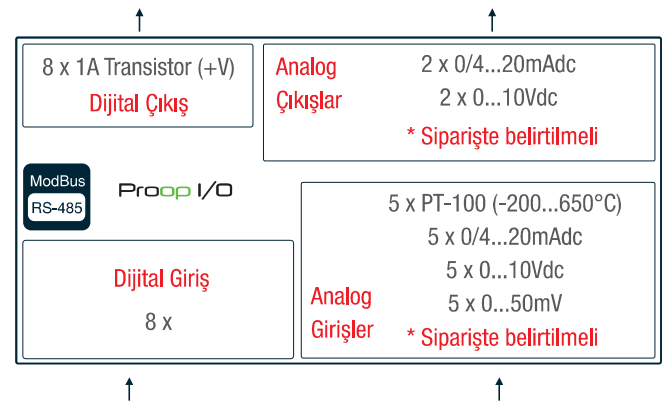 8 x 1A Transistor (+V)
Dijital Çıkış
Analog
Çıkışlar
2 x 0/4...20mAdc
2 x 0...10Vdc
* Siparişte belirtilmeli
ModBus
RS-485
Proop I/O
Dijital Giriş
8 x
Analog
Girişler
5 x PT-100 (-200...650°C)
5 x 0/4...20mAdc
5 x 0...10Vdc
5 x 0...50mV
* Siparişte belirtilmeli